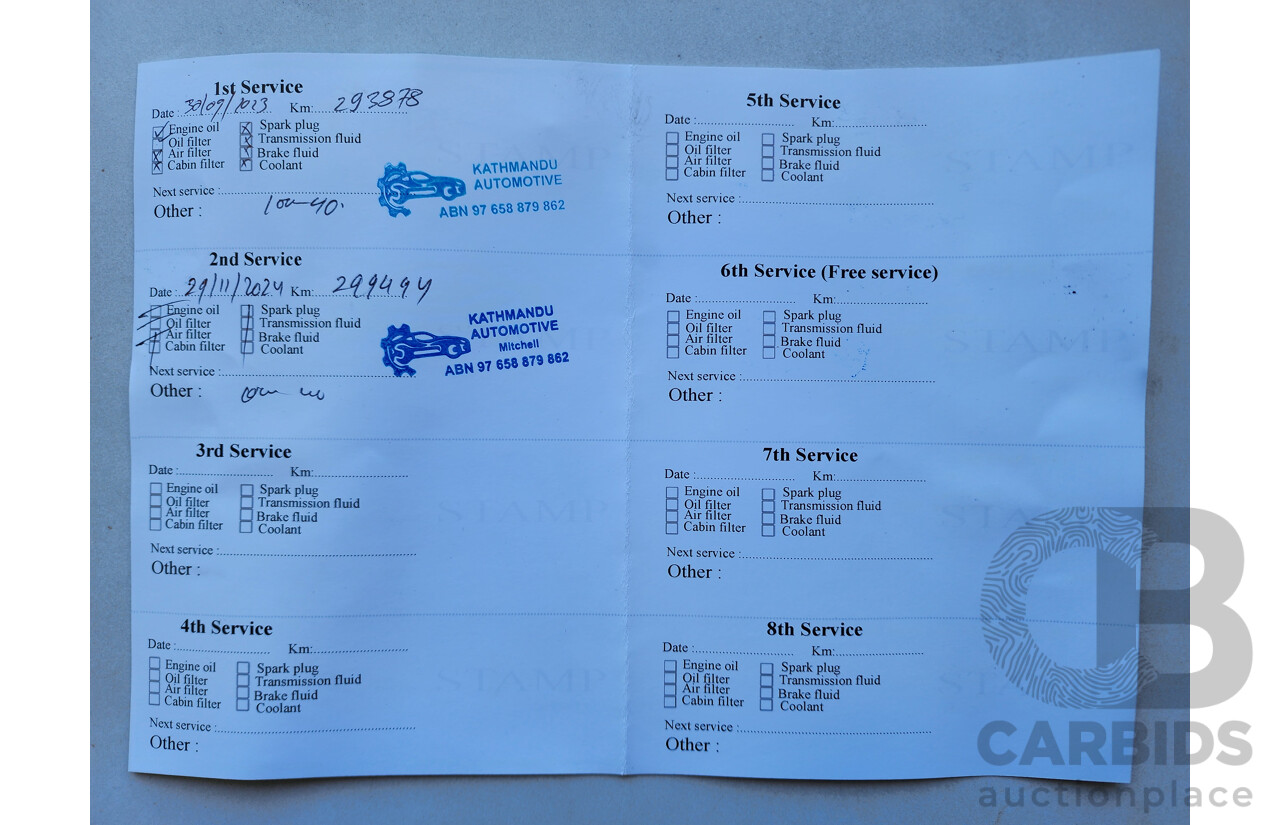 1st Service
Date : 30/09/2023 Km: 293878
Engine oil Spark plug
Oil filter Transmission fluid
Air filter Brake fluid
Cabin filter Coolant
Next service :
Other :
KATHMANDU
AUTOMOTIVE
ABN 97 658 879 862
2nd Service
Date : 29/11/2024 Km: 299494
Engine oil Spark plug
Oil filter Transmission fluid
Air filter Brake fluid
Cabin filter Coolant
Next service :
Other :
KATHMANDU
AUTOMOTIVE
Mitchell
ABN 97 658 879 862
3rd Service
Date : Km:
Engine oil Spark plug
Oil filter Transmission fluid
Air filter Brake fluid
Cabin filter Coolant
Next service :
Other :
STAMP
4th Service
Date : Km:
Engine oil Spark plug
Oil filter Transmission fluid
Air filter Brake fluid
Cabin filter Coolant
Next service :
Other :
STAMP
5th Service
Date : Km:
Engine oil Spark plug
Oil filter Transmission fluid
Air filter Brake fluid
Cabin filter Coolant
Next service :
Other :
STAMP
6th Service (Free service)
Date : Km:
Engine oil Spark plug
Oil filter Transmission fluid
Air filter Brake fluid
Cabin filter Coolant
Next service :
Other :
STAMP
7th Service
Date : Km:
Engine oil Spark plug
Oil filter Transmission fluid
Air filter Brake fluid
Cabin filter Coolant
Next service :
Other :
8th Service
Date : Km:
Engine oil Spark plug
Oil filter Transmission fluid
Air filter Brake fluid
Cabin filter Coolant
Next service :
Other :
CB
CARBIDS
auctionplace